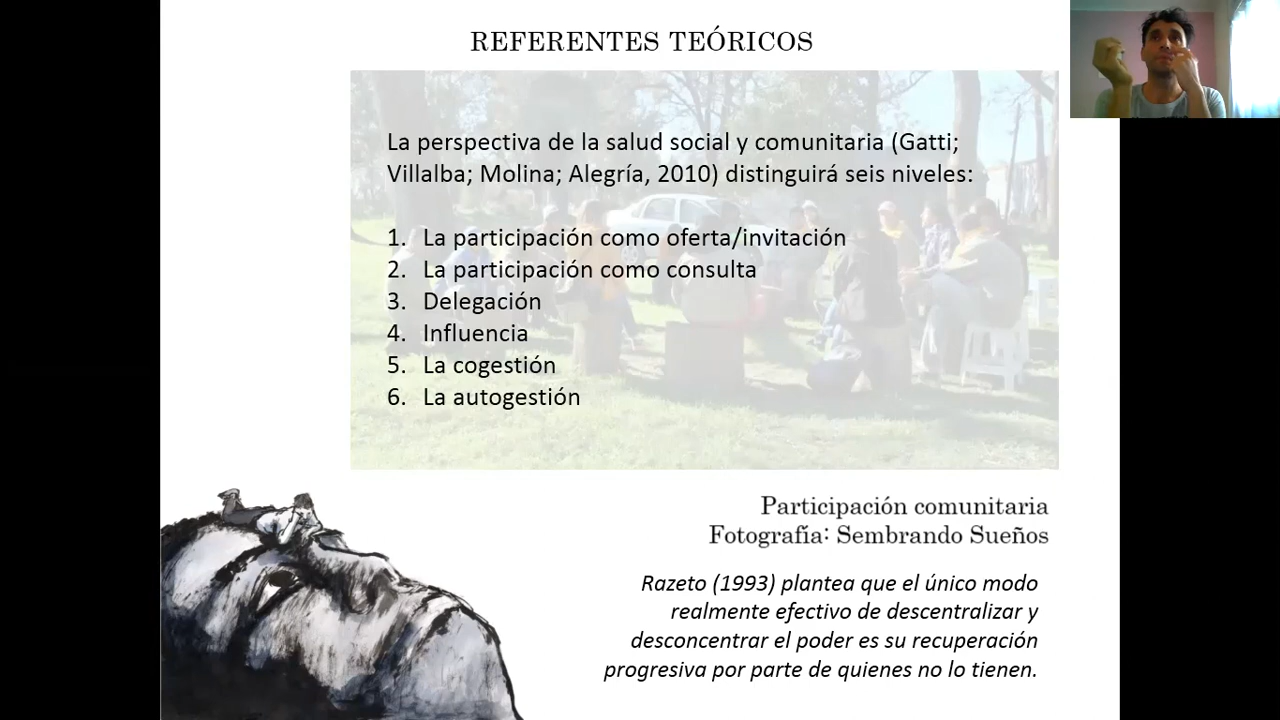 REFERENTES TEÓRICOS
La perspectiva de la salud social y comunitaria (Gatti;
Villalba; Molina; Alegría, 2010) distinguirá seis niveles:
1. La participación como oferta/invitación
2. La participación como consulta
3. Delegación
4. Influencia
5. La cogestión
6. La autogestión
Participación comunitaria
Fotografía: Sembrando Sueños
Razeto (1993) plantea que el único modo
realmente efectivo de descentralizar y
desconcentrar el poder es su recuperación
progresiva por parte de quienes no lo tienen.